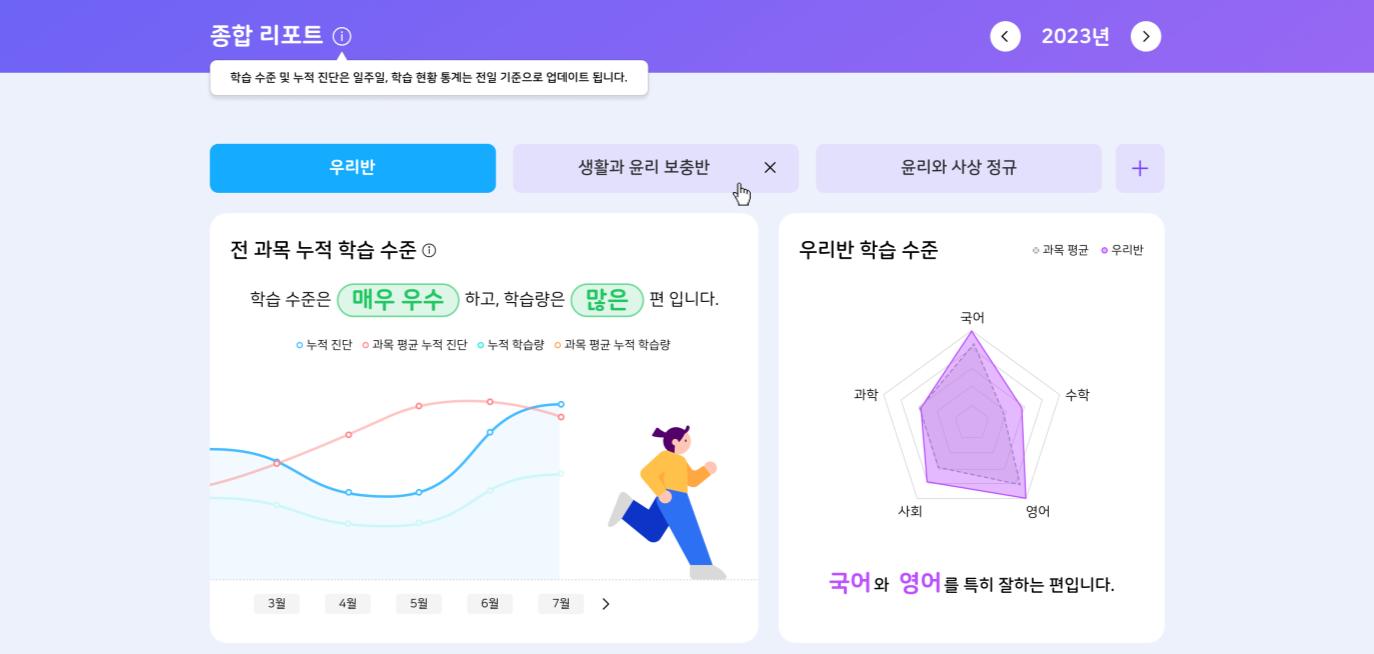 종합 리포트
2023년
학습 수준 및 누적 진단은 일주일, 학습 현황 통계는 전일 기준으로 업데이트 됩니다.
우리반
생활과 윤리 보충반
윤리와 사상 정규
전 과목 누적 학습 수준
학습 수준은 매우 우수 하고, 학습량은 많은 편 입니다.
누적 진단 과목 평균 누적 진단 누적 학습량 과목 평균 누적 학습량
3월 4월 5월 6월 7월
우리반 학습 수준
과목 평균 우리반
국어
과학
수학
사회
영어
국어와 영어를 특히 잘하는 편입니다.